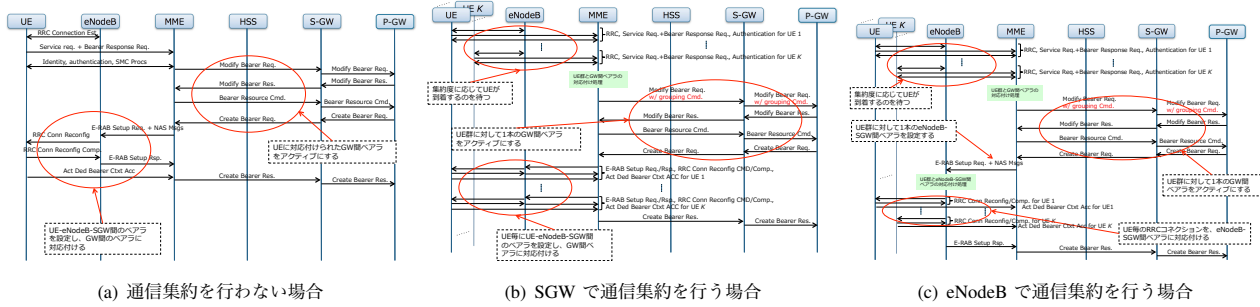 UE
eNodeB
MME
HSS
S-GW
P-GW
RRC Connection Est.
Service req. + Bearer Response Req.
Identity, authentication, SMC Procs
Modify Bearer Req.
Modify Bearer Req.
Modify Bearer Res.
Modify Bearer Res.
Bearer Resource Cmd.
Bearer Resource Cmd.
Create Bearer Req.
Create Bearer Req.
E-RAB Setup Req + NAS Msgs
RRC Conn Reconfig
UEに対応付けられたGW間ベアラ
をアクティブにする
RRC Conn Reconfig Comp.
E-RAB Setup Rsp.
Act Ded Bearer Ctxt Acc
Create Bearer Res.
Create Bearer Res.
UE-eNodeB-SGW間のベアラ
を設定し、GW間のベアラに
対応付ける
(a) 通信集約を行わない場合
UE K
UE
eNodeB
MME
HSS
S-GW
P-GW
RRC, Service Req.+Bearer Response Req., Authentication for UE 1
RRC, Service Req.+Bearer Response Req., Authentication for UE K
集約度に応じてUEが
到着するのを待つ
UE群とGW間ベアラの
対応付け処理
Modify Bearer Req.
w/ grouping Cmd.
Modify Bearer Req.
w/ grouping Cmd.
Modify Bearer Res.
Modify Bearer Res.
UE群に対して1本のGW間ベアラ
をアクティブにする
Bearer Resource Cmd.
Bearer Resource Cmd.
Create Bearer Req.
Create Bearer Req.
E-RAB Setup Req./Rsp., RRC Conn Reconfig CMD/Comp.,
Act Ded Bearer Ctxt ACC for UE 1
E-RAB Setup Req./Rsp., RRC Conn Reconfig CMD/Comp.,
Act Ded Bearer Ctxt ACC for UE K
Create Bearer Res.
Create Bearer Res.
UE毎にUE-eNodeB-SGW間
のベアラを設定し、GW間ベ
アラに対応付ける
(b) SGW で通信集約を行う場合
UE K
UE
eNodeB
MME
HSS
S-GW
P-GW
RRC, Service Req.+Bearer Response Req., Authentication for UE 1
RRC, Service Req.+Bearer Response Req., Authentication for UE K
集約度に応じてUEが
到着するのを待つ
UE群とGW間ベアラの
対応付け処理
Modify Bearer Req.
w/ grouping Cmd.
Modify Bearer Req.
w/ grouping Cmd.
Modify Bearer Res.
Modify Bearer Res.
UE群に対して1本のeNodeB-
SGW間ベアラを設定する
Bearer Resource Cmd.
Bearer Resource Cmd.
Create Bearer Req.
Create Bearer Req.
E-RAB Setup Req. + NAS Msgs
UE群とeNodeB-SGW間
ベアラの対応付け処理
UE群に対して1本のGW間
ベアラをアクティブにする
RRC Conn Reconfig/Comp. for UE 1
Act Ded Bearer Ctxt Acc for UE1
RRC Conn Reconfig/Comp. for UE K
Act Ded Bearer Ctxt Acc for UE K
UE毎のRRCコネクションを、eNodeB-
SGW間ベアラに対応付ける
E-RAB Setup Rsp.
Create Bearer Res.
Create Bearer Res.
(c) eNodeB で通信集約を行う場合